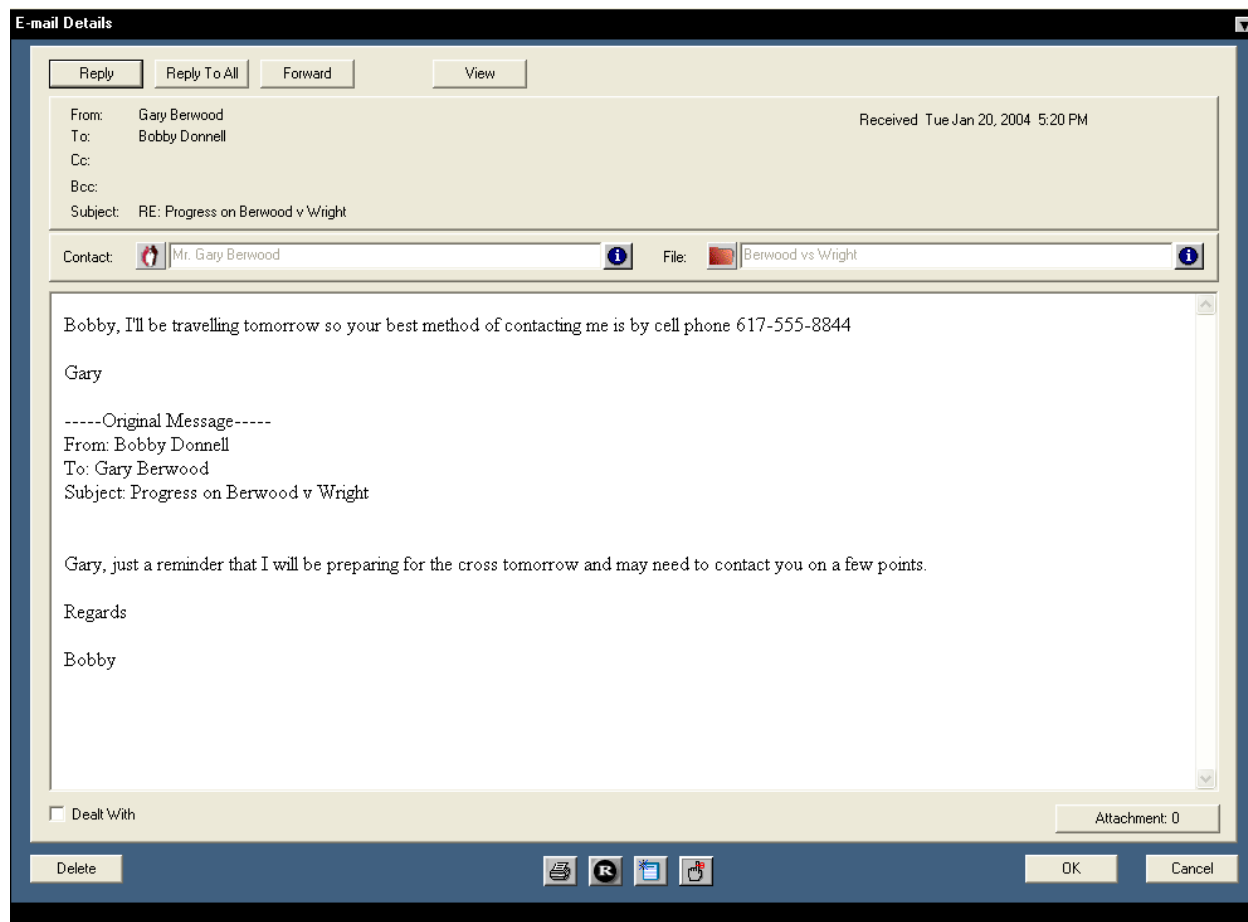 E-mail Details
Reply Reply To All Forward View
From: Gary Berwood Received Tue Jan 20, 2004 5:20 PM
To: Bobby Donnell
Cc:
Bcc:
Subject: RE: Progress on Berwood v Wright
Contact: Mr. Gary Berwood File: Berwood vs Wright
Bobby, I'll be travelling tomorrow so your best method of contacting me is by cell phone 617-555-8844
Gary
-----Original Message-----
From: Bobby Donnell
To: Gary Berwood
Subject: Progress on Berwood v Wright
Gary, just a reminder that I will be preparing for the cross tomorrow and may need to contact you on a few points.
Regards
Bobby
Dealt With Attachment: 0
Delete R OK Cancel